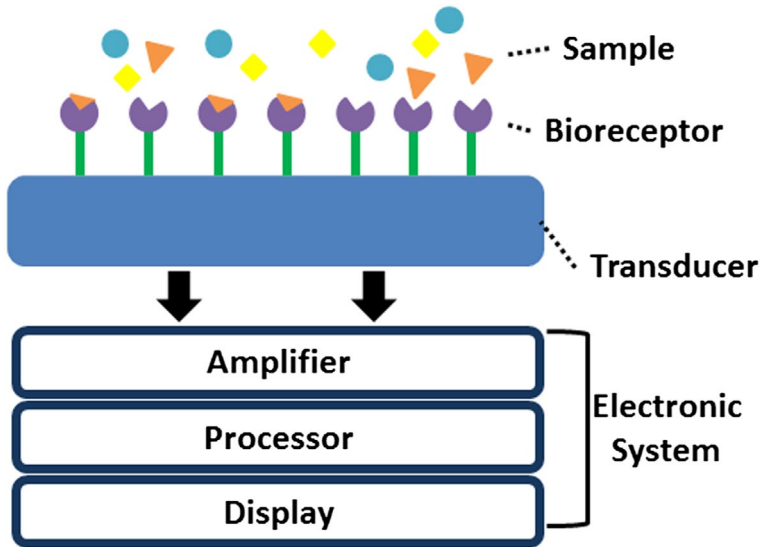 Sample
Bioreceptor
Transducer
Amplifier
Processor
Display
Electronic
System